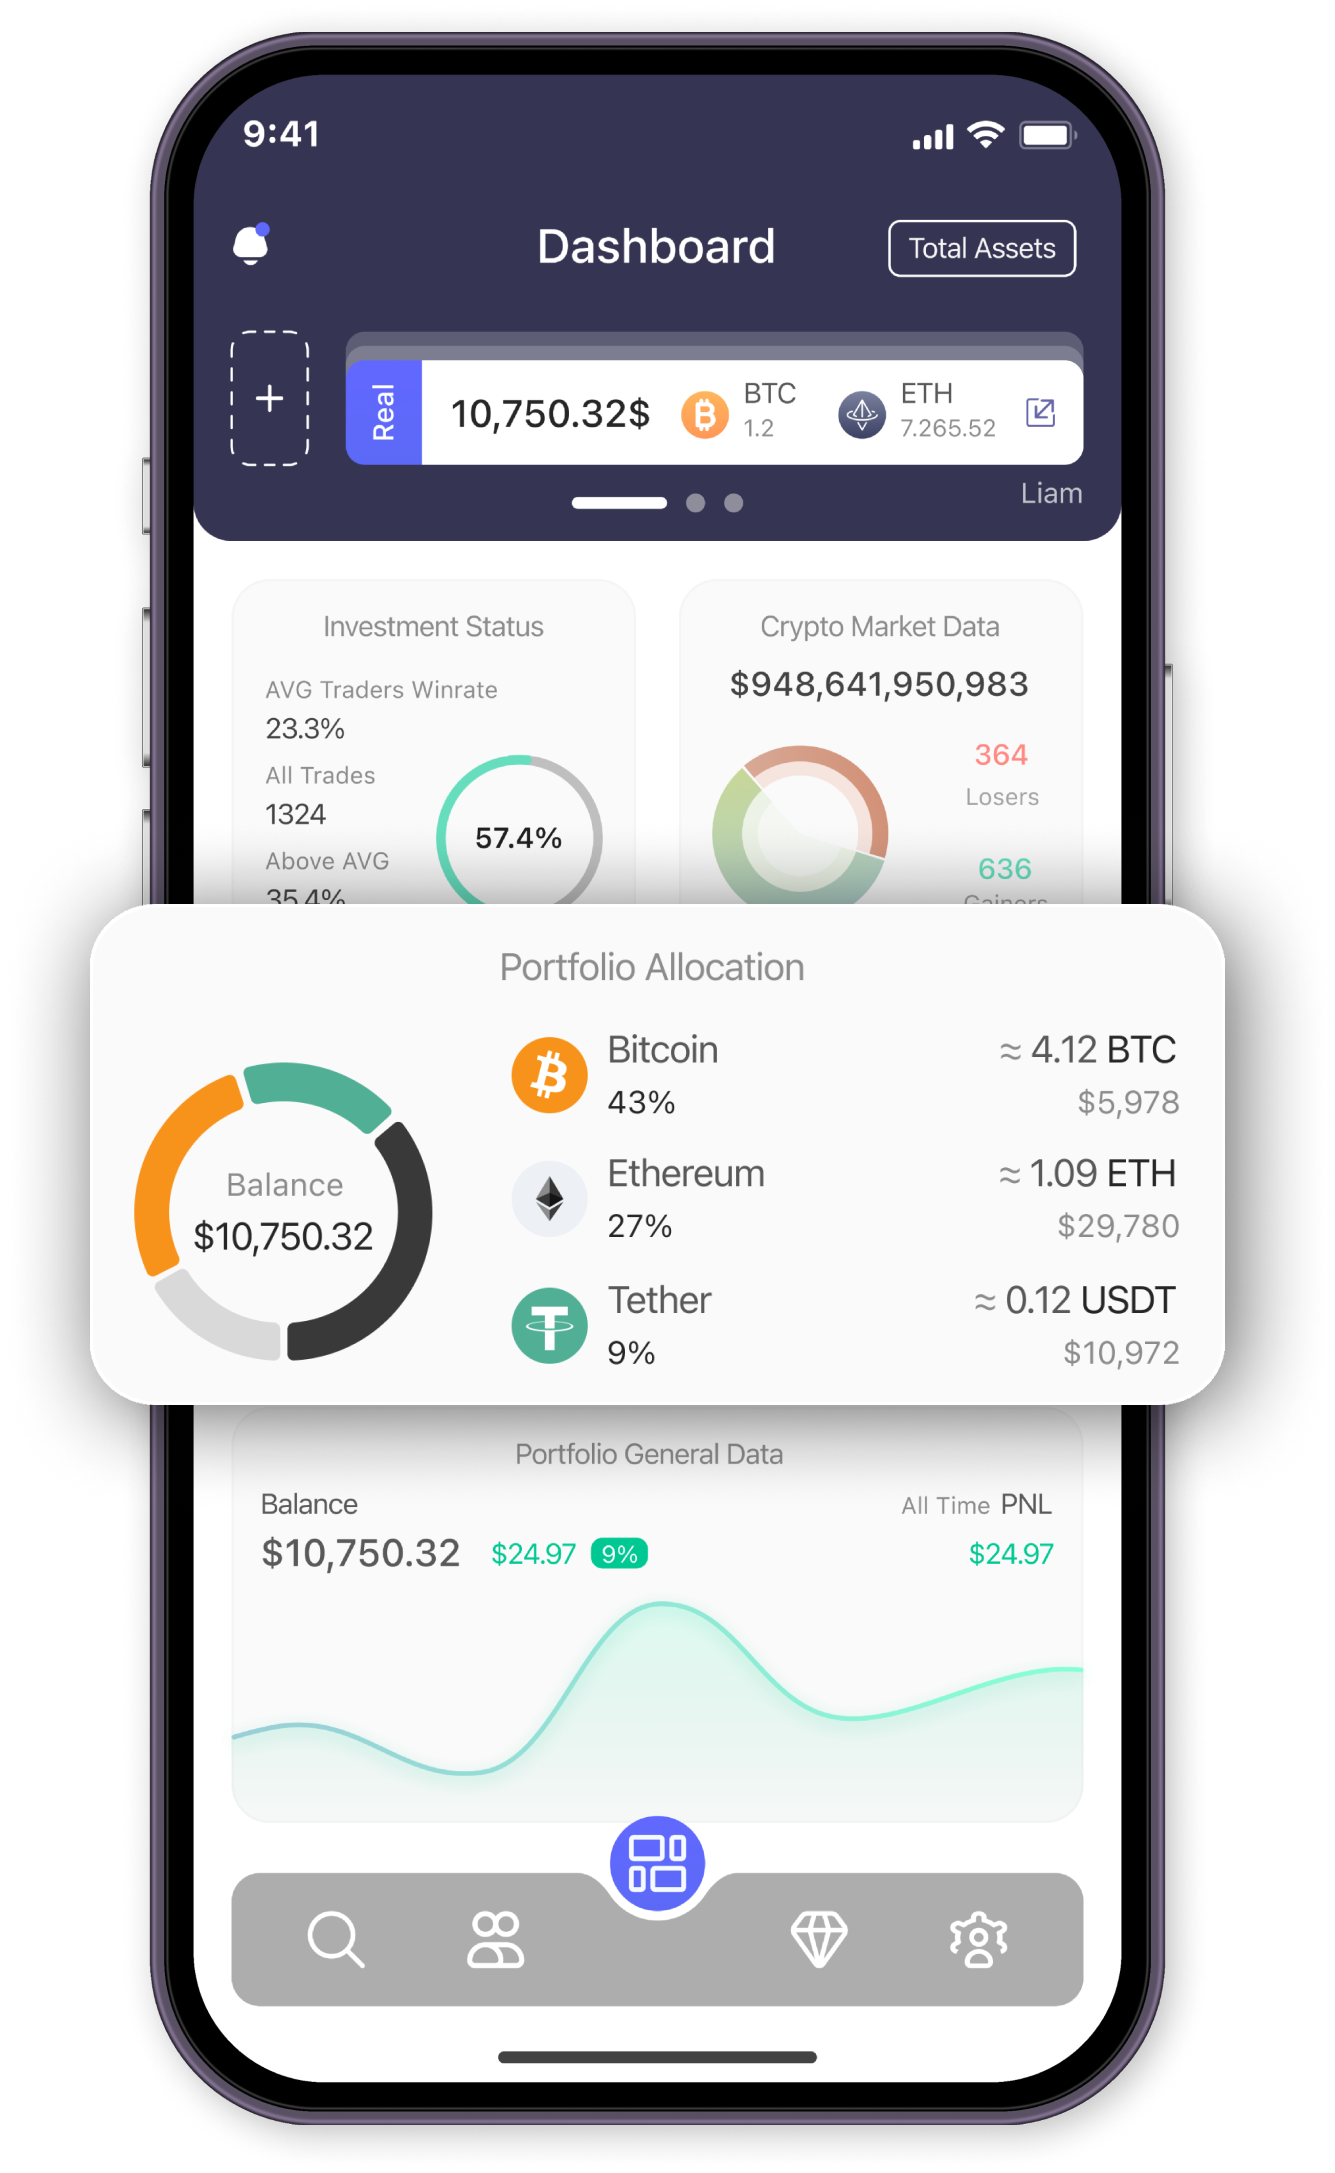 9:41
Dashboard
Total Assets
+
Real
10,750.32$
BTC
1.2
ETH
7.265.52
Liam
Investment Status
AVG Traders Winrate
23.3%
All Trades
1324
Above AVG
35.4%
57.4%
Crypto Market Data
$948,641,950,983
364
Losers
636
Gainers
Portfolio Allocation
Balance
$10,750.32
Bitcoin
≈ 4.12 BTC
43%
$5,978
Ethereum
≈ 1.09 ETH
27%
$29,780
Tether
≈ 0.12 USDT
9%
$10,972
Portfolio General Data
Balance
All Time PNL
$10,750.32
$24.97
9%
$24.97